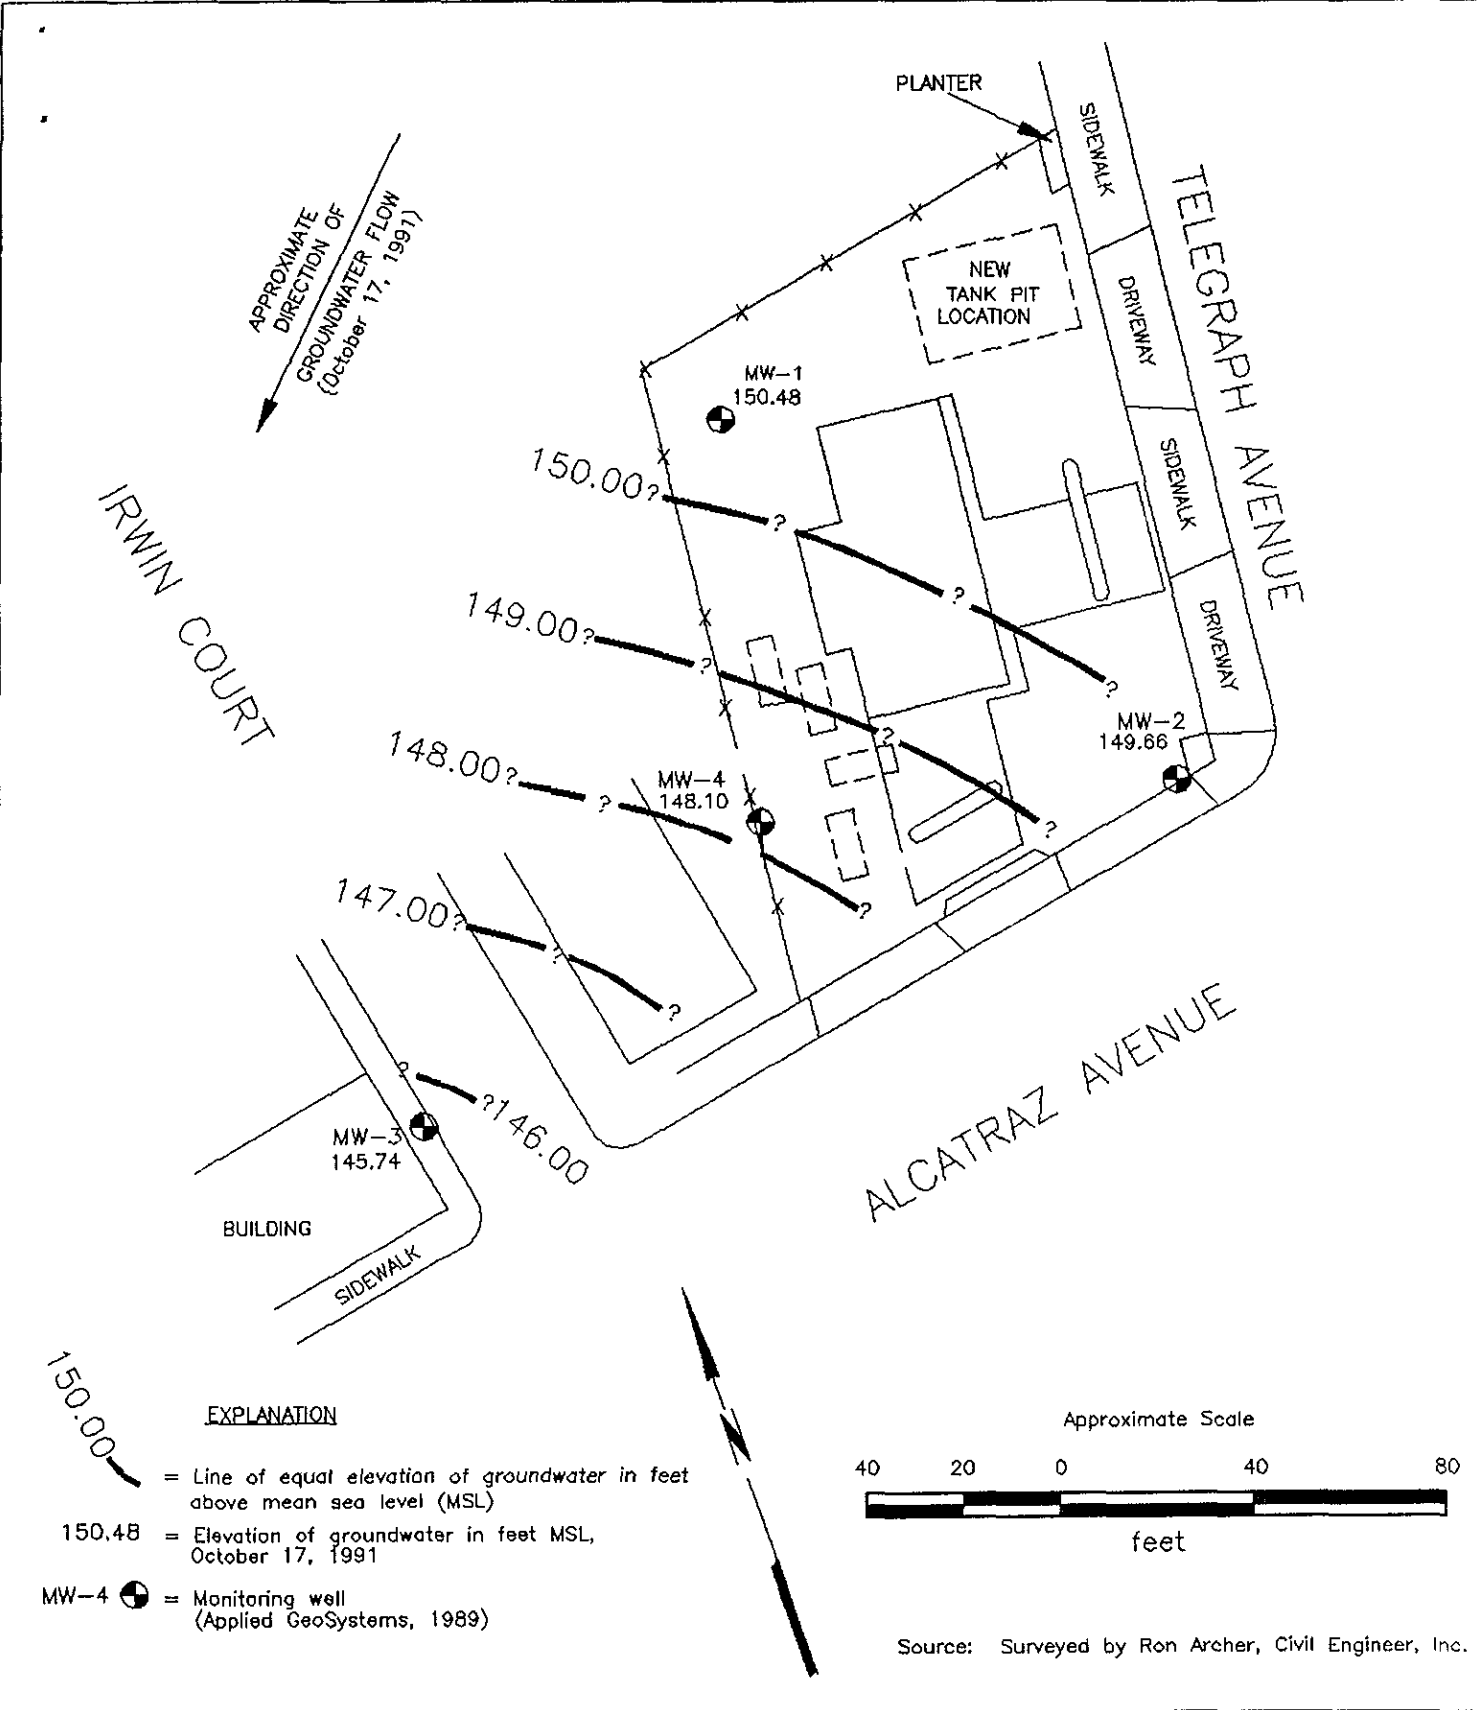 PLANTER
SIDEWALK
TELEGRAPH AVENUE
APPROXIMATE
DIRECTION OF
GROUNDWATER FLOW
(October 17, 1991)
NEW
TANK PIT
LOCATION
DRIVEWAY
MW-1
150.48
150.00?
?
?
?
SIDEWALK
IRWIN COURT
149.00?
?
?
?
DRIVEWAY
MW-2
149.66
148.00?
?
?
MW-4
148.10
147.00?
?
?
?
?146.00
MW-3
145.74
ALCATRAZ AVENUE
BUILDING
SIDEWALK
N
150.00
EXPLANATION
= Line of equal elevation of groundwater in feet
above mean sea level (MSL)
150.48 = Elevation of groundwater in feet MSL,
October 17, 1991
MW-4 = Monitoring well
(Applied GeoSystems, 1989)
Approximate Scale
40 20 0 40 80
feet
Source: Surveyed by Ron Archer, Civil Engineer, Inc.